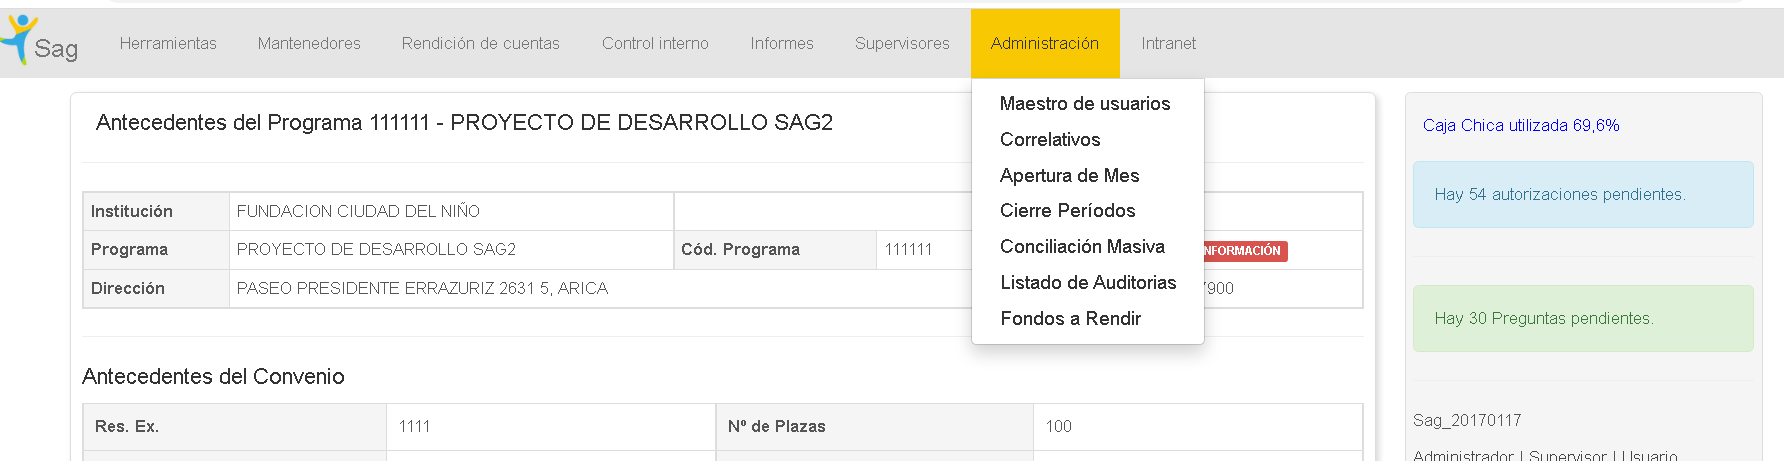 Sag Herramientas Mantenedores Rendición de cuentas Control interno Informes Supervisores Administración Intranet
Maestro de usuarios
Correlativos
Apertura de Mes
Cierre Períodos
Conciliación Masiva
Listado de Auditorias
Fondos a Rendir
Antecedentes del Programa 111111 - PROYECTO DE DESARROLLO SAG2
Institución FUNDACION CIUDAD DEL NIÑO
Programa PROYECTO DE DESARROLLO SAG2 Cód. Programa 111111
Dirección PASEO PRESIDENTE ERRAZURIZ 2631 5, ARICA 7900
Antecedentes del Convenio
Res. Ex. 1111 Nº de Plazas 100
Caja Chica utilizada 69,6%
Hay 54 autorizaciones pendientes.
Hay 30 Preguntas pendientes.
Sag_20170117
Administrador | Supervisor | Usuario